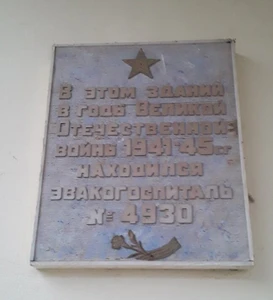 В этом здании
в годы Великой
Отечественной
войны 1941-45гг
находился
эвакогоспиталь
№ 4930